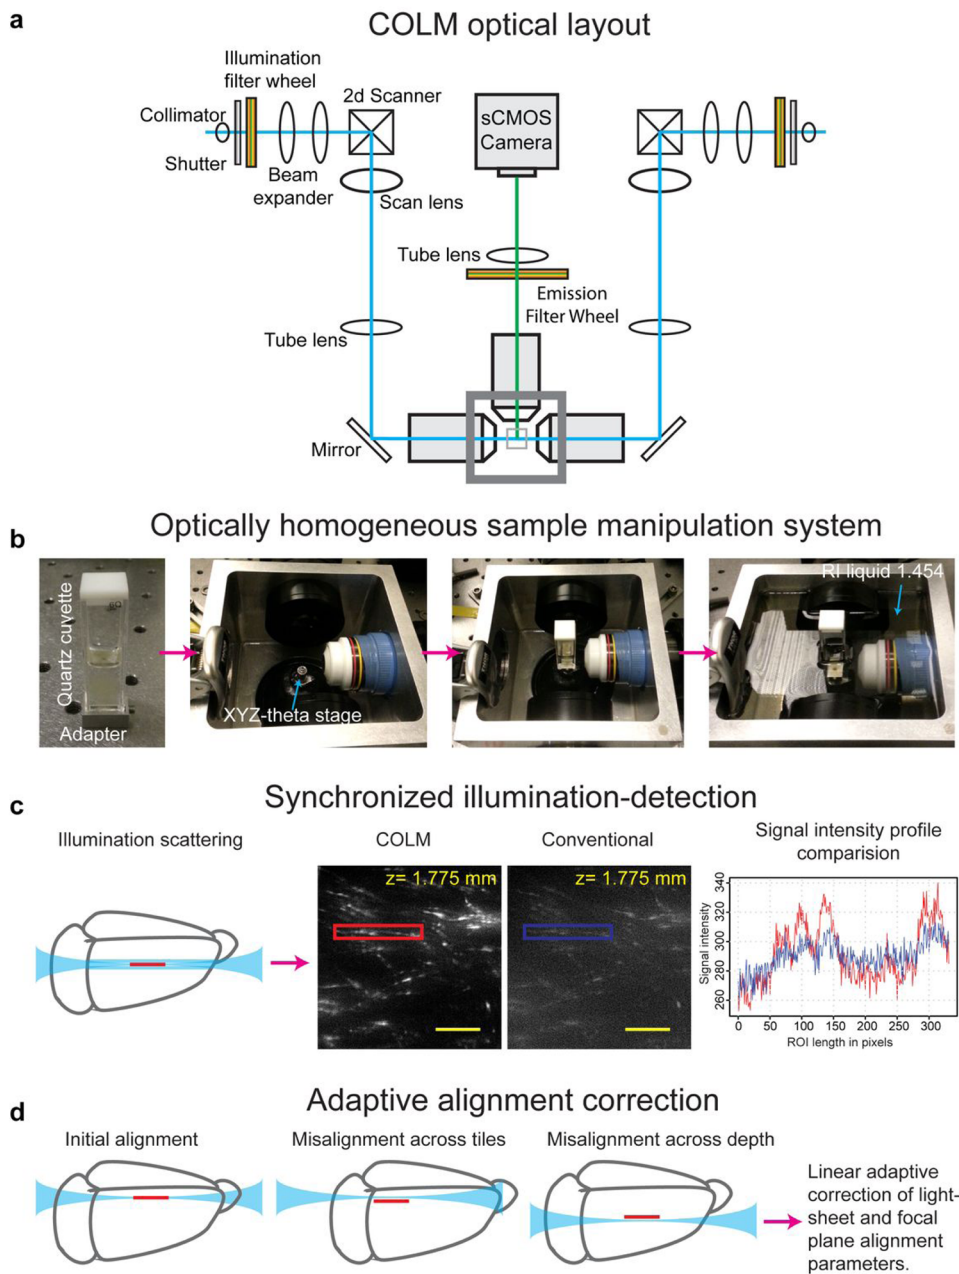 a
COLM optical layout
Illumination
filter wheel
2d Scanner
Collimator
Shutter
Beam
expander
Scan lens
sCMOS
Camera
Tube lens
Emission
Filter Wheel
Tube lens
Mirror
b
Optically homogeneous sample manipulation system
Quartz cuvyette
Adapter
XYZ-theta stage
RI liquid 1.454
c
Synchronized illumination-detection
Illumination scattering
COLM
z= 1.775 mm
Conventional
z= 1.775 mm
Signal intensity profile
comparision
Signal intensity
340
320
300
280
260
0 50 100 150 200 250 300
ROI length in pixels
d
Adaptive alignment correction
Initial alignment
Misalignment across tiles
Misalignment across depth
Linear adaptive
correction of light-
sheet and focal
plane alignment
parameters.